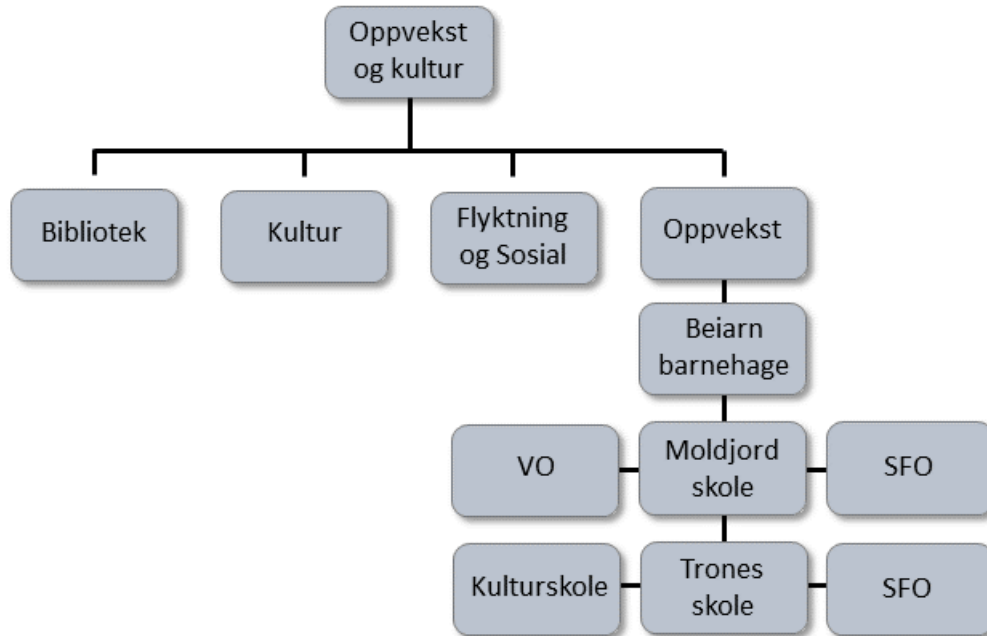 Oppvekst
og kultur
Bibliotek
Kultur
Flyktning
og Sosial
Oppvekst
Beiarn
barnehage
VO
Moldjord
skole
SFO
Kulturskole
Trones
skole
SFO